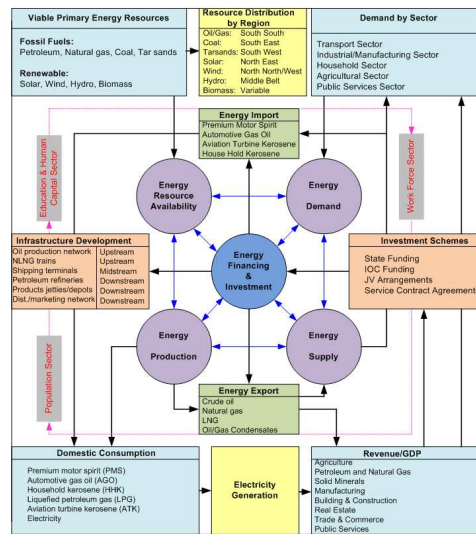 Viable Primary Energy Resources
Fossil Fuels:
Petroleum, Natural gas, Coal, Tar sands
Renewable:
Solar, Wind, Hydro, Biomass
Resource Distribution
by Region
Oil/Gas: South South
Coal: South East
Tarsands: South West
Solar: North East
Wind: North North/West
Hydro: Middle Belt
Biomass: Variable
Demand by Sector
Transport Sector
Industrial/Manufacturing Sector
Household Sector
Agricultural Sector
Public Services Sector
Energy Import
Premium Motor Spirit
Automotive Gas Oil
Aviation Turbine Kerosene
House Hold Kerosene
Education & Human
Capital Sector
Work Force Sector
Energy
Resource
Availability
Energy
Demand
Infrastructure Development
Oil production network Upstream
NLNG trains Upstream
Shipping terminals Midstream
Petroleum refineries Downstream
Products jetties/depots Downstream
Dist./marketing network Downstream
Energy
Financing
&
Investment
Investment Schemes
State Funding
IOC Funding
JV Arrangements
Service Contract Agreements
Energy
Production
Energy
Supply
Population Sector
Energy Export
Crude oil
Natural gas
LNG
Oil/Gas Condensates
Domestic Consumption
Premium motor spirit (PMS)
Automotive gas oil (AGO)
Household kerosene (HHK)
Liquefied petroleum gas (LPG)
Aviation turbine kerosene (ATK)
Electricity
Electricity
Generation
Revenue/GDP
Agriculture
Petroleum and Natural Gas
Solid Minerals
Manufacturing
Building & Construction
Real Estate
Trade & Commerce
Public Services